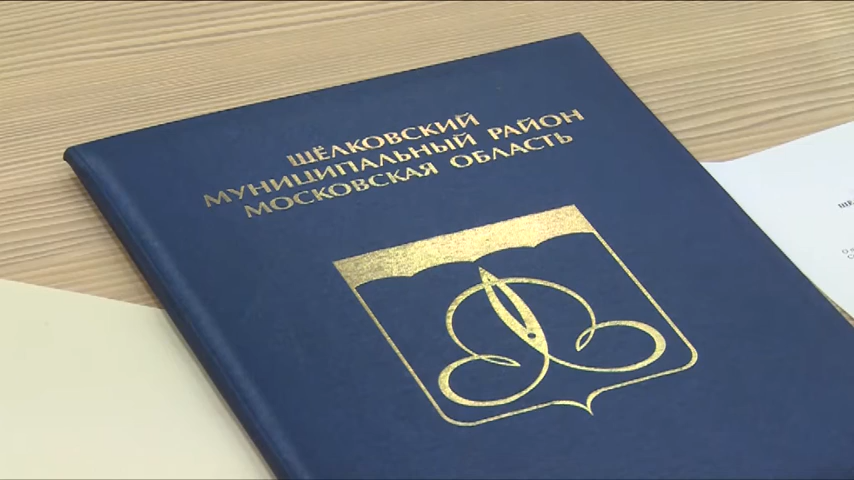 ЩЁЛКОВСКИЙ
МУНИЦИПАЛЬНЫЙ РАЙОН
МОСКОВСКАЯ ОБЛАСТЬ